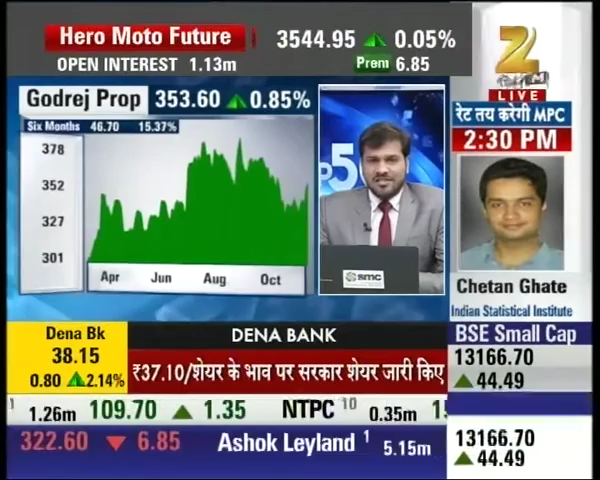 Hero Moto Future
3544.95 0.05%
OPEN INTEREST 1.13m
Prem 6.85
LIVE
Godrej Prop 353.60 0.85%
Six Months 46.70 15.37%
378
352
327
301
Apr Jun Aug Oct
smc
रेट तय करेगी MPC
2:30 PM
Chetan Ghate
Indian Statistical Institute
Dena Bk
38.15
0.80 2.14%
DENA BANK
₹37.10/शेयर के भाव पर सरकार शेयर जारी किए
BSE Small Cap
13166.70
44.49
1.26m 109.70 1.35 NTPC 10 0.35m
322.60 6.85 Ashok Leyland 1 5.15m
13166.70
44.49